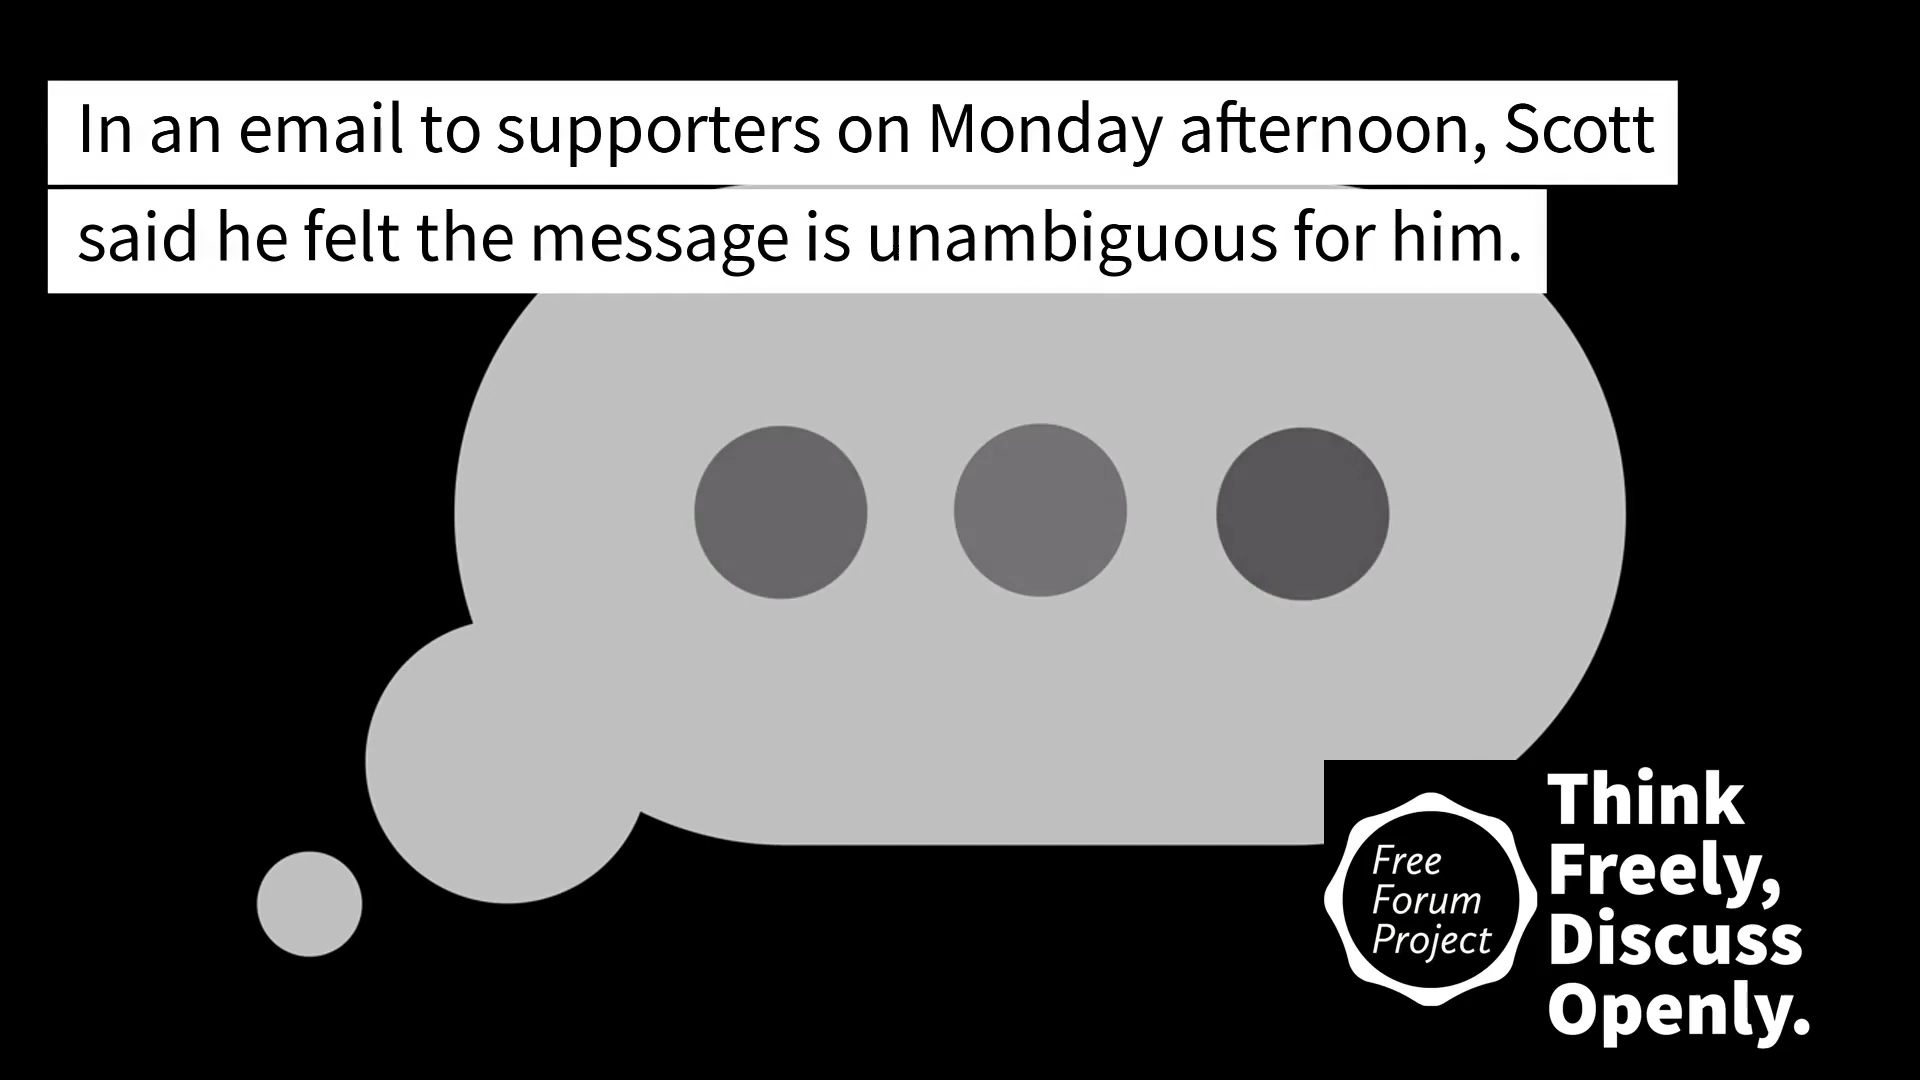 In an email to supporters on Monday afternoon, Scott
said he felt the message is unambiguous for him.
Free
Forum
Project
Think
Freely,
Discuss
Openly.